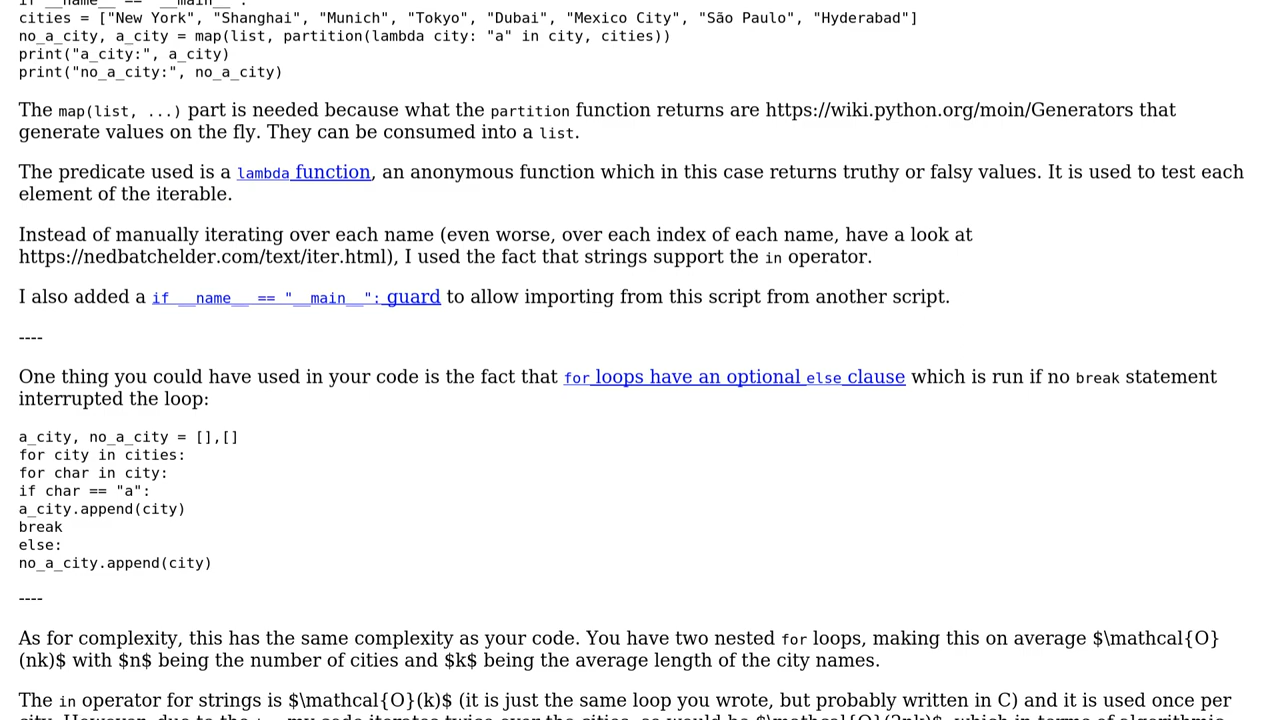 cities = ["New York", "Shanghai", "Munich", "Tokyo", "Dubai", "Mexico City", "São Paulo", "Hyderabad"]
no_a_city, a_city = map(list, partition(lambda city: "a" in city, cities))
print("a_city:", a_city)
print("no_a_city:", no_a_city)
The map(list, ...) part is needed because what the partition function returns are https://wiki.python.org/moin/Generators that
generate values on the fly. They can be consumed into a list.
The predicate used is a lambda function, an anonymous function which in this case returns truthy or falsy values. It is used to test each
element of the iterable.
Instead of manually iterating over each name (even worse, over each index of each name, have a look at
https://nedbatchelder.com/text/iter.html), I used the fact that strings support the in operator.
I also added a if __name__ == "__main__": guard to allow importing from this script from another script.
----
One thing you could have used in your code is the fact that for loops have an optional else clause which is run if no break statement
interrupted the loop:
a_city, no_a_city = [],[]
for city in cities:
for char in city:
if char == "a":
a_city.append(city)
break
else:
no_a_city.append(city)
----
As for complexity, this has the same complexity as your code. You have two nested for loops, making this on average $\mathcal{O}
(nk)$ with $n$ being the number of cities and $k$ being the average length of the city names.
The in operator for strings is $\mathcal{O}(k)$ (it is just the same loop you wrote, but probably written in C) and it is used once per